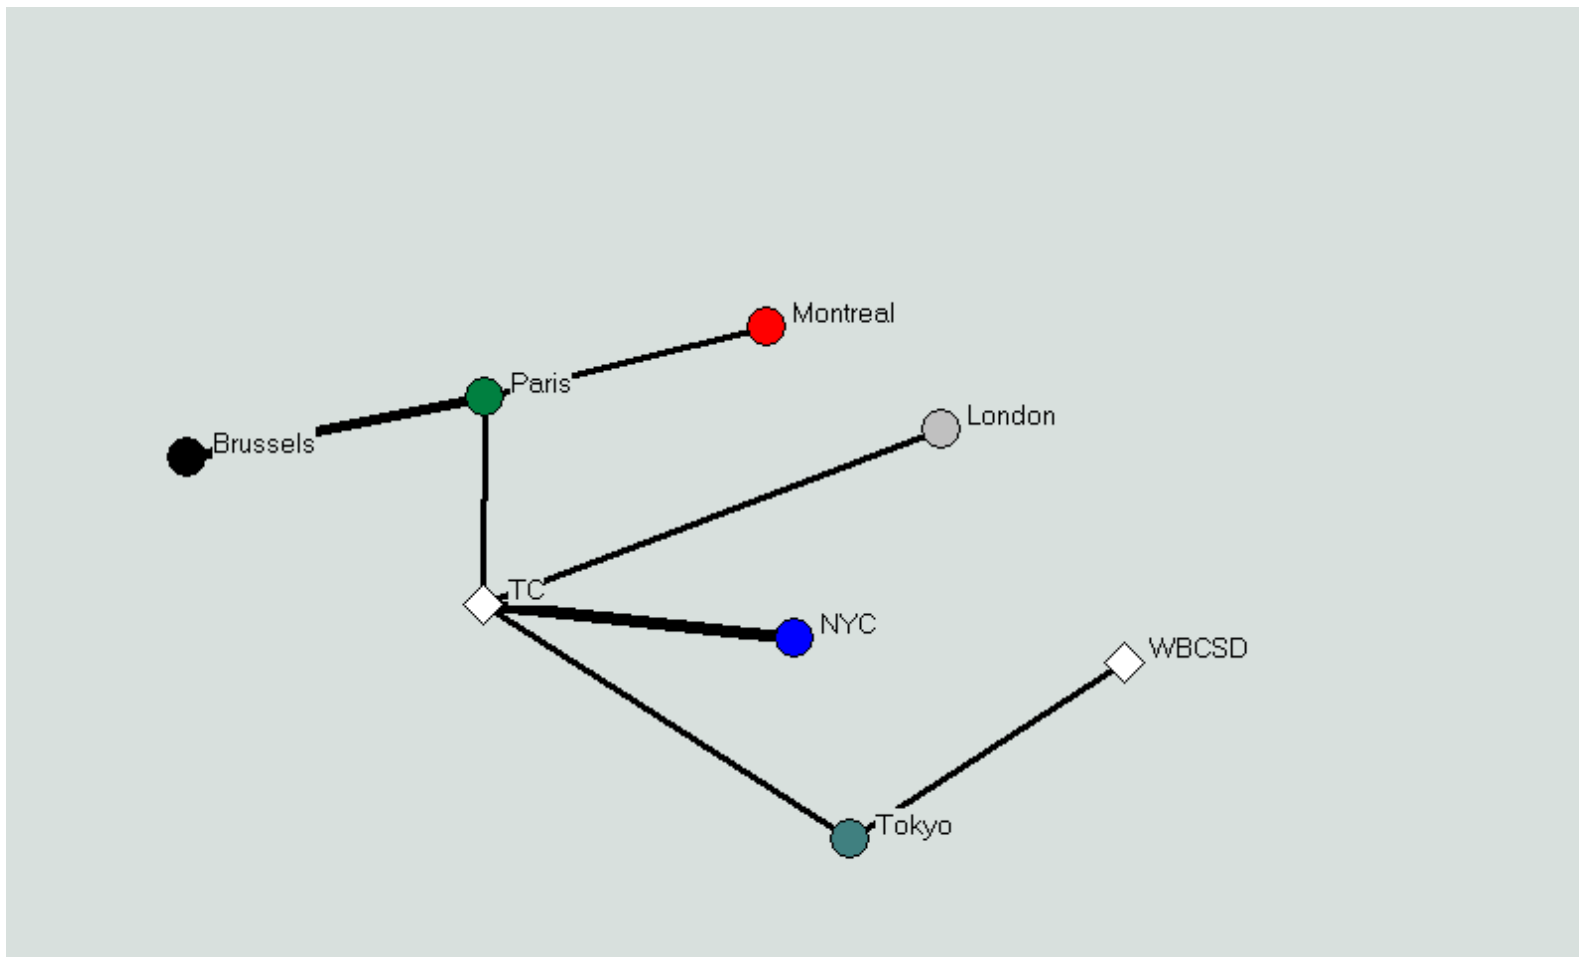 Montreal
Paris
London
Brussels
TC
NYC
WBCSD
Tokyo